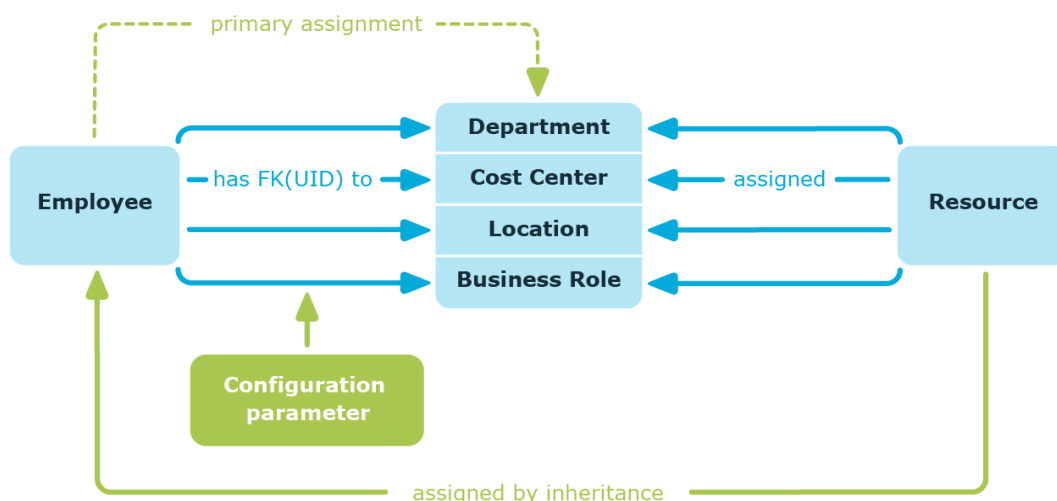 primary assignment
Department
has FK(UID) to
Cost Center
assigned
Employee
Resource
Location
Business Role
Configuration
parameter
assigned by inheritance